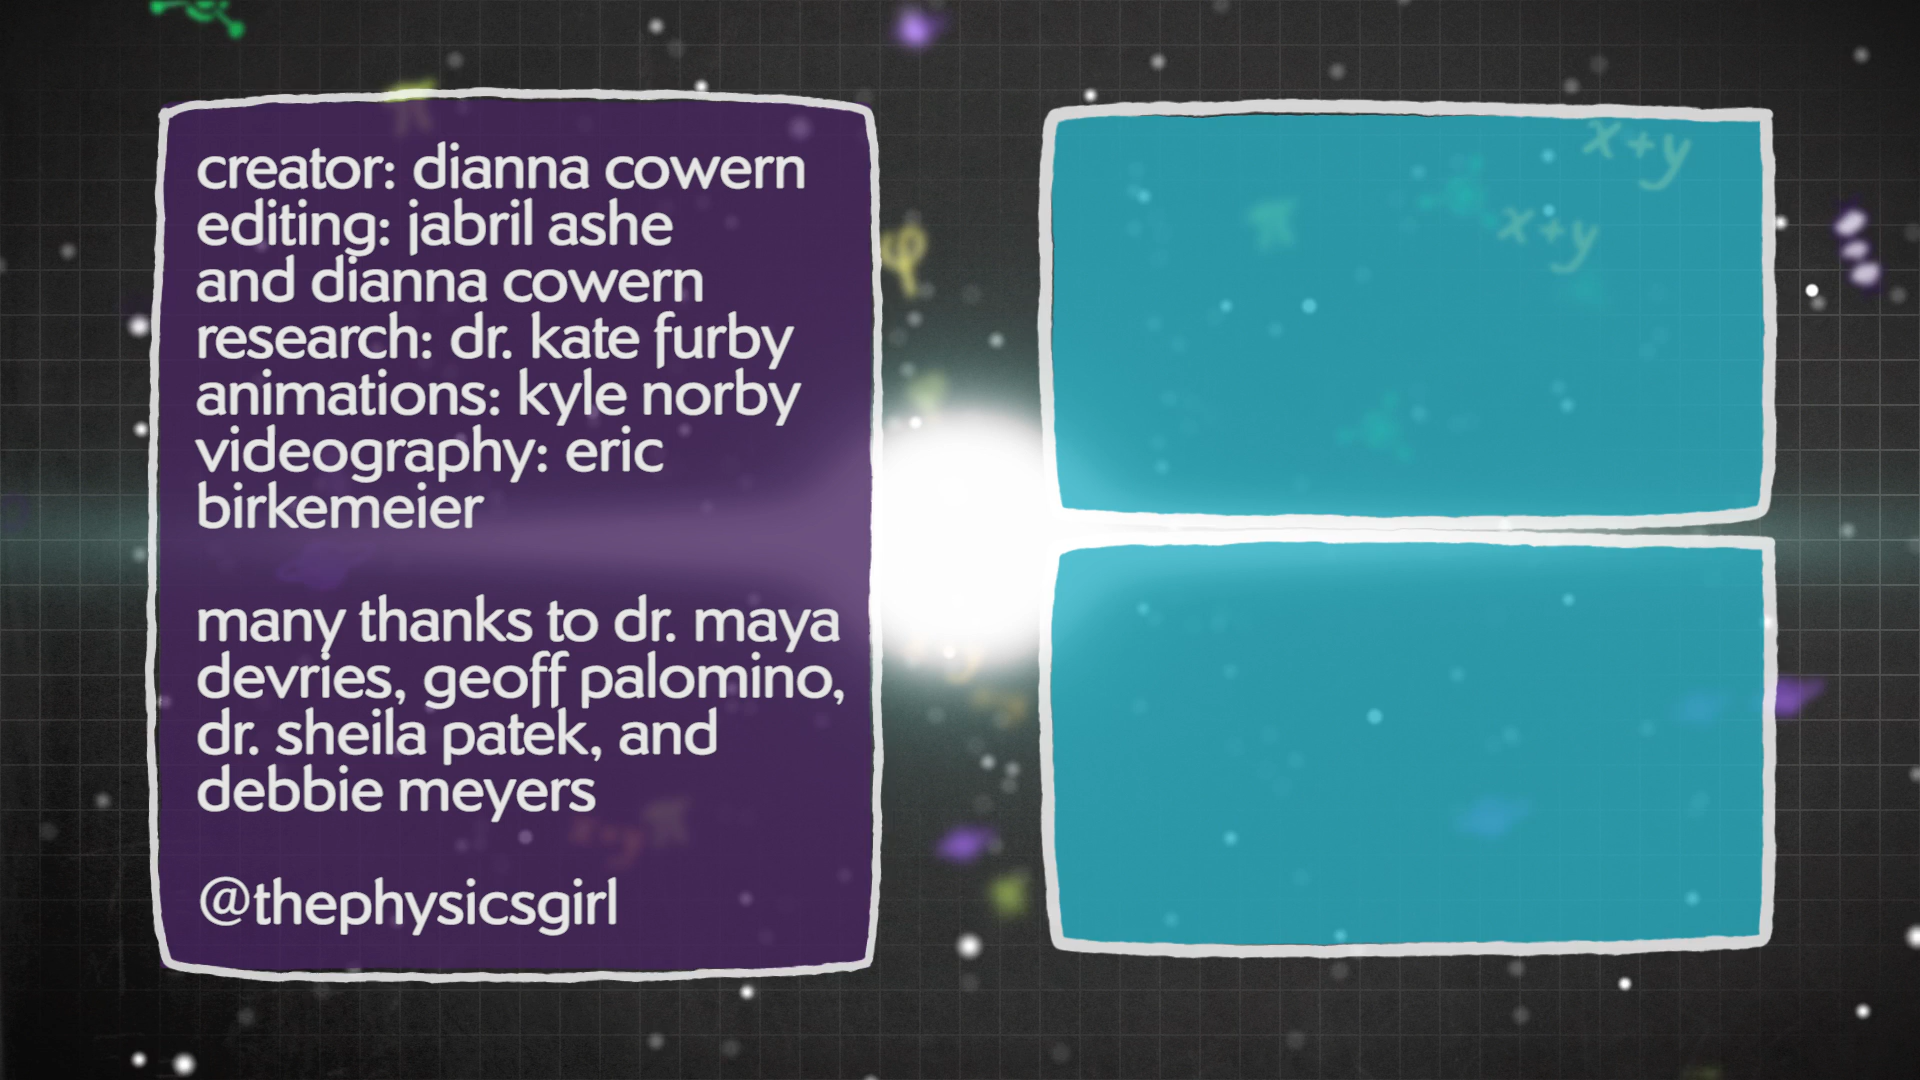 creator: dianna cowern
editing: jabril ashe
and dianna cowern
research: dr. kate furby
animations: kyle norby
videography: eric
birkemeier
many thanks to dr. maya
devries, geoff palomino,
dr. sheila patek, and
debbie meyers
@thephysicsgirl
x+y
x+y
φ
π
x+y